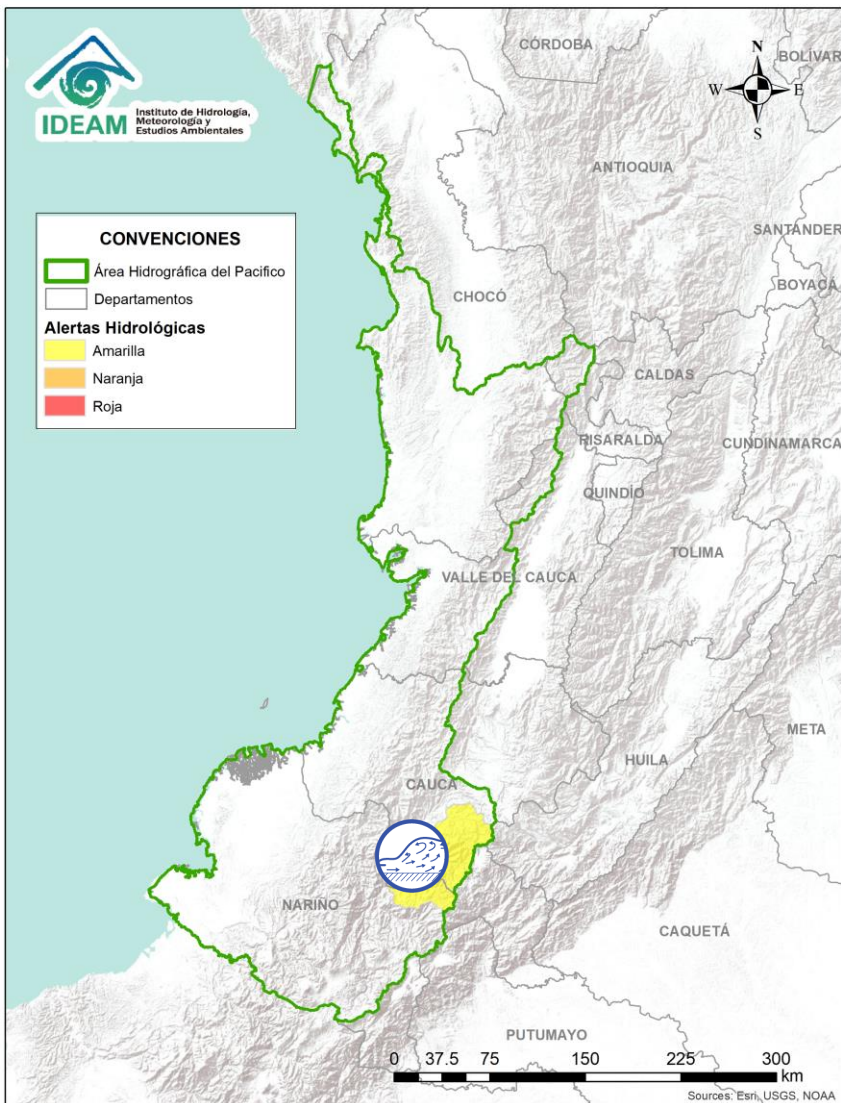 IDEAM
Instituto de Hidrología,
Meteorología y
Estudios Ambientales
CÓRDOBA
BOLÍVAR
N
W
E
S
ANTIOQUIA
SANTANDER
BOYACÁ
CONVENCIONES
Área Hidrográfica del Pacifico
Departamentos
Alertas Hidrológicas
Amarilla
Naranja
Roja
CHOCÓ
CALDAS
RISARALDA
CUNDINAMARCA
QUINDÍO
TOLIMA
VALLE DEL CAUCA
META
HUILA
CAUCA
NARIÑO
CAQUETÁ
PUTUMAYO
0 37.5 75 150 225 300
km
Sources: Esri, USGS, NOAA